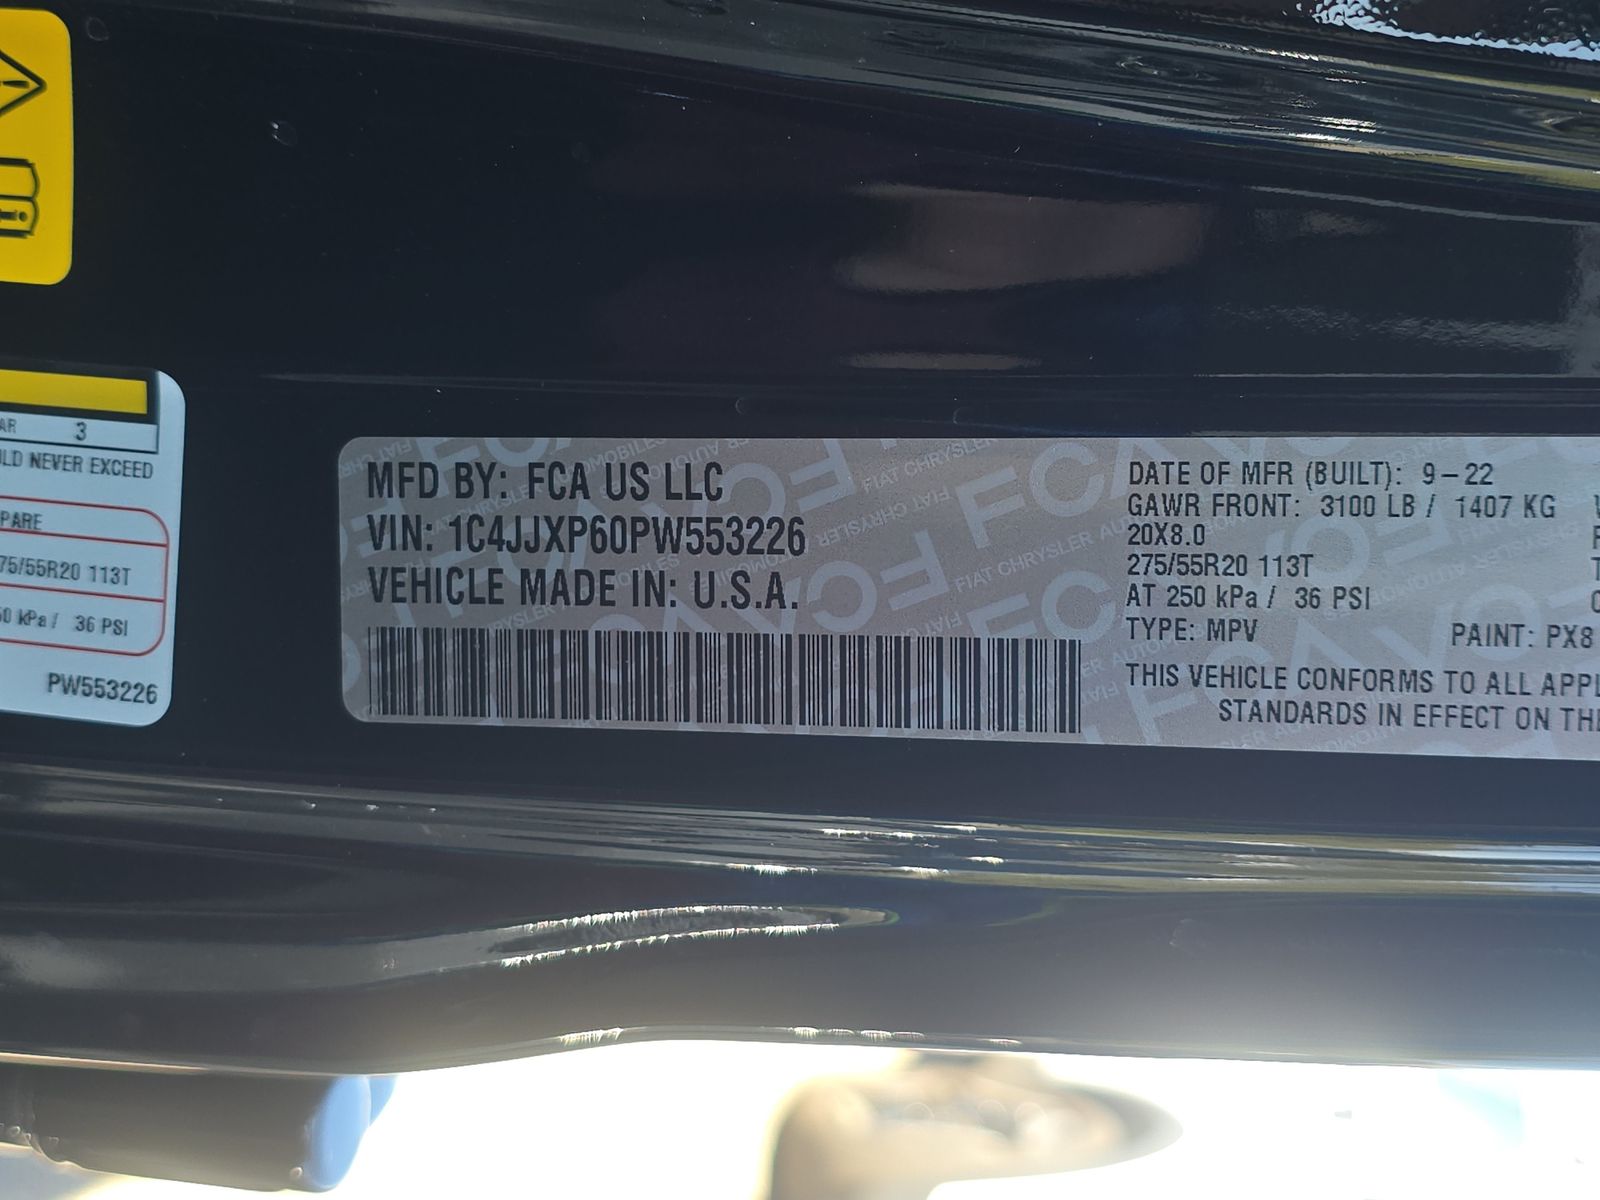 AR 3
LD NEVER EXCEED
PARE
275/55R20 113T
50 kPa / 36 PSI
PW553226
MFD BY: FCA US LLC
VIN: 1C4JJXP60PW553226
VEHICLE MADE IN: U.S.A.
DATE OF MFR (BUILT): 9-22
GAWR FRONT: 3100 LB / 1407 KG
20X8.0
275/55R20 113T
AT 250 kPa / 36 PSI
TYPE: MPV PAINT: PX8
THIS VEHICLE CONFORMS TO ALL APPL
STANDARDS IN EFFECT ON THE